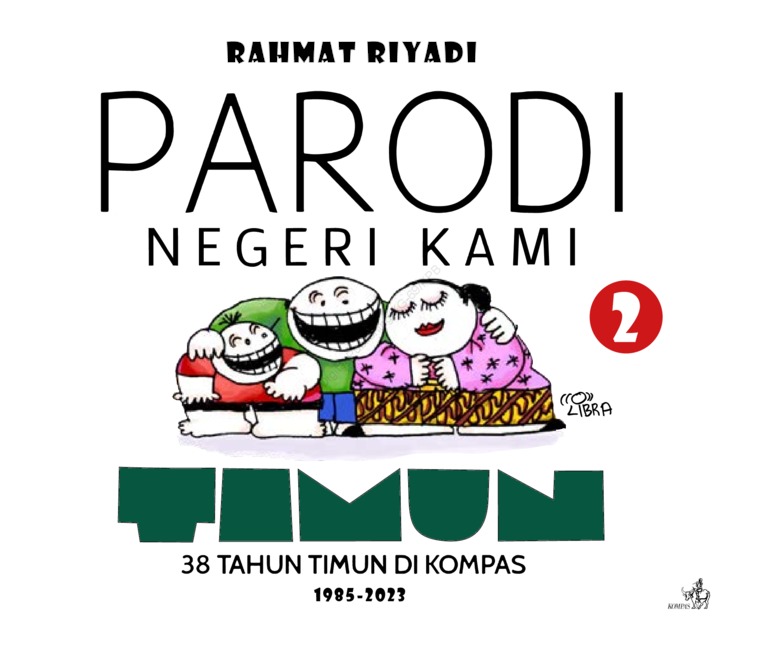 RAHMAT RIYADI
PARODI
NEGERI KAMI
2
LIBRA
TIMUN
38 TAHUN TIMUN DI KOMPAS
1985-2023
KOMPAS